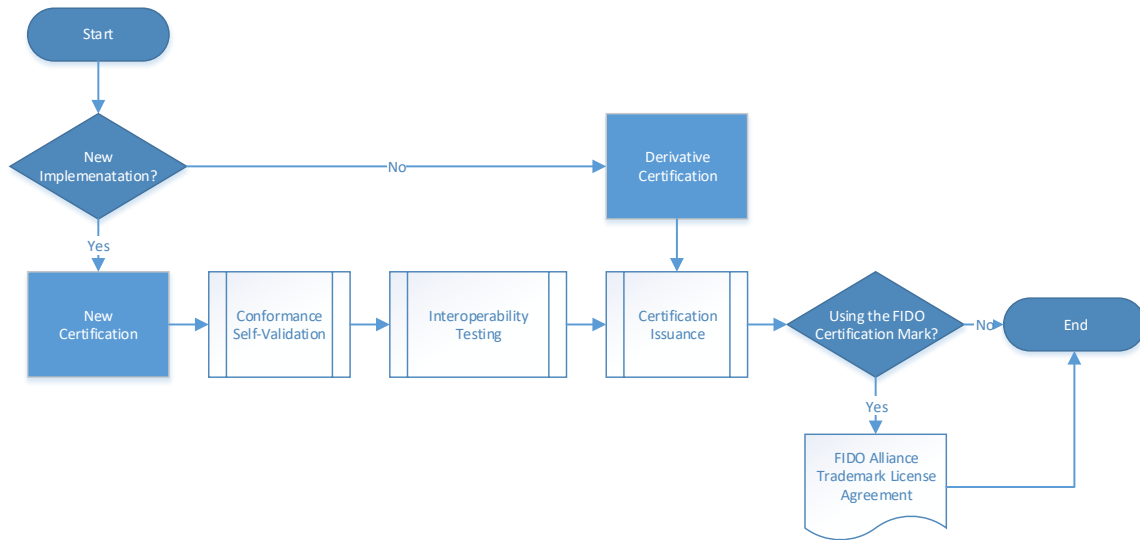 Start
New
Implemenatation?
No
Derivative
Certification
Yes
New
Certification
Conformance
Self-Validation
Interoperability
Testing
Certification
Issuance
Using the FIDO
Certification Mark?
No
End
Yes
FIDO Alliance
Trademark License
Agreement